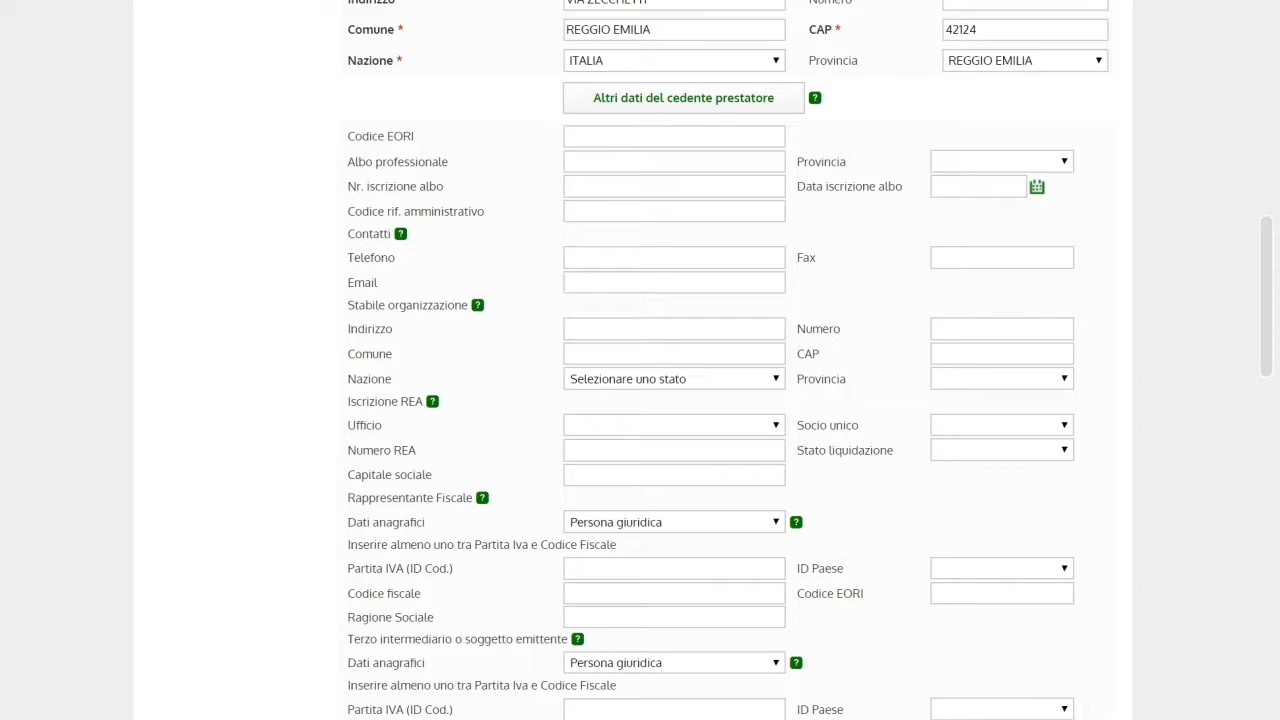 Indirizzo VIA ZECCHETTI Numero
Comune * REGGIO EMILIA CAP * 42124
Nazione * ITALIA Provincia REGGIO EMILIA
Altri dati del cedente prestatore ?
Codice EORI
Albo professionale Provincia
Nr. iscrizione albo Data iscrizione albo
Codice rif. amministrativo
Contatti ?
Telefono Fax
Email
Stabile organizzazione ?
Indirizzo Numero
Comune CAP
Nazione Selezionare uno stato Provincia
Iscrizione REA ?
Ufficio Socio unico
Numero REA Stato liquidazione
Capitale sociale
Rappresentante Fiscale ?
Dati anagrafici Persona giuridica ?
Inserire almeno uno tra Partita Iva e Codice Fiscale
Partita IVA (ID Cod.) ID Paese
Codice fiscale Codice EORI
Ragione Sociale
Terzo intermediario o soggetto emittente ?
Dati anagrafici Persona giuridica ?
Inserire almeno uno tra Partita Iva e Codice Fiscale
Partita IVA (ID Cod.) ID Paese